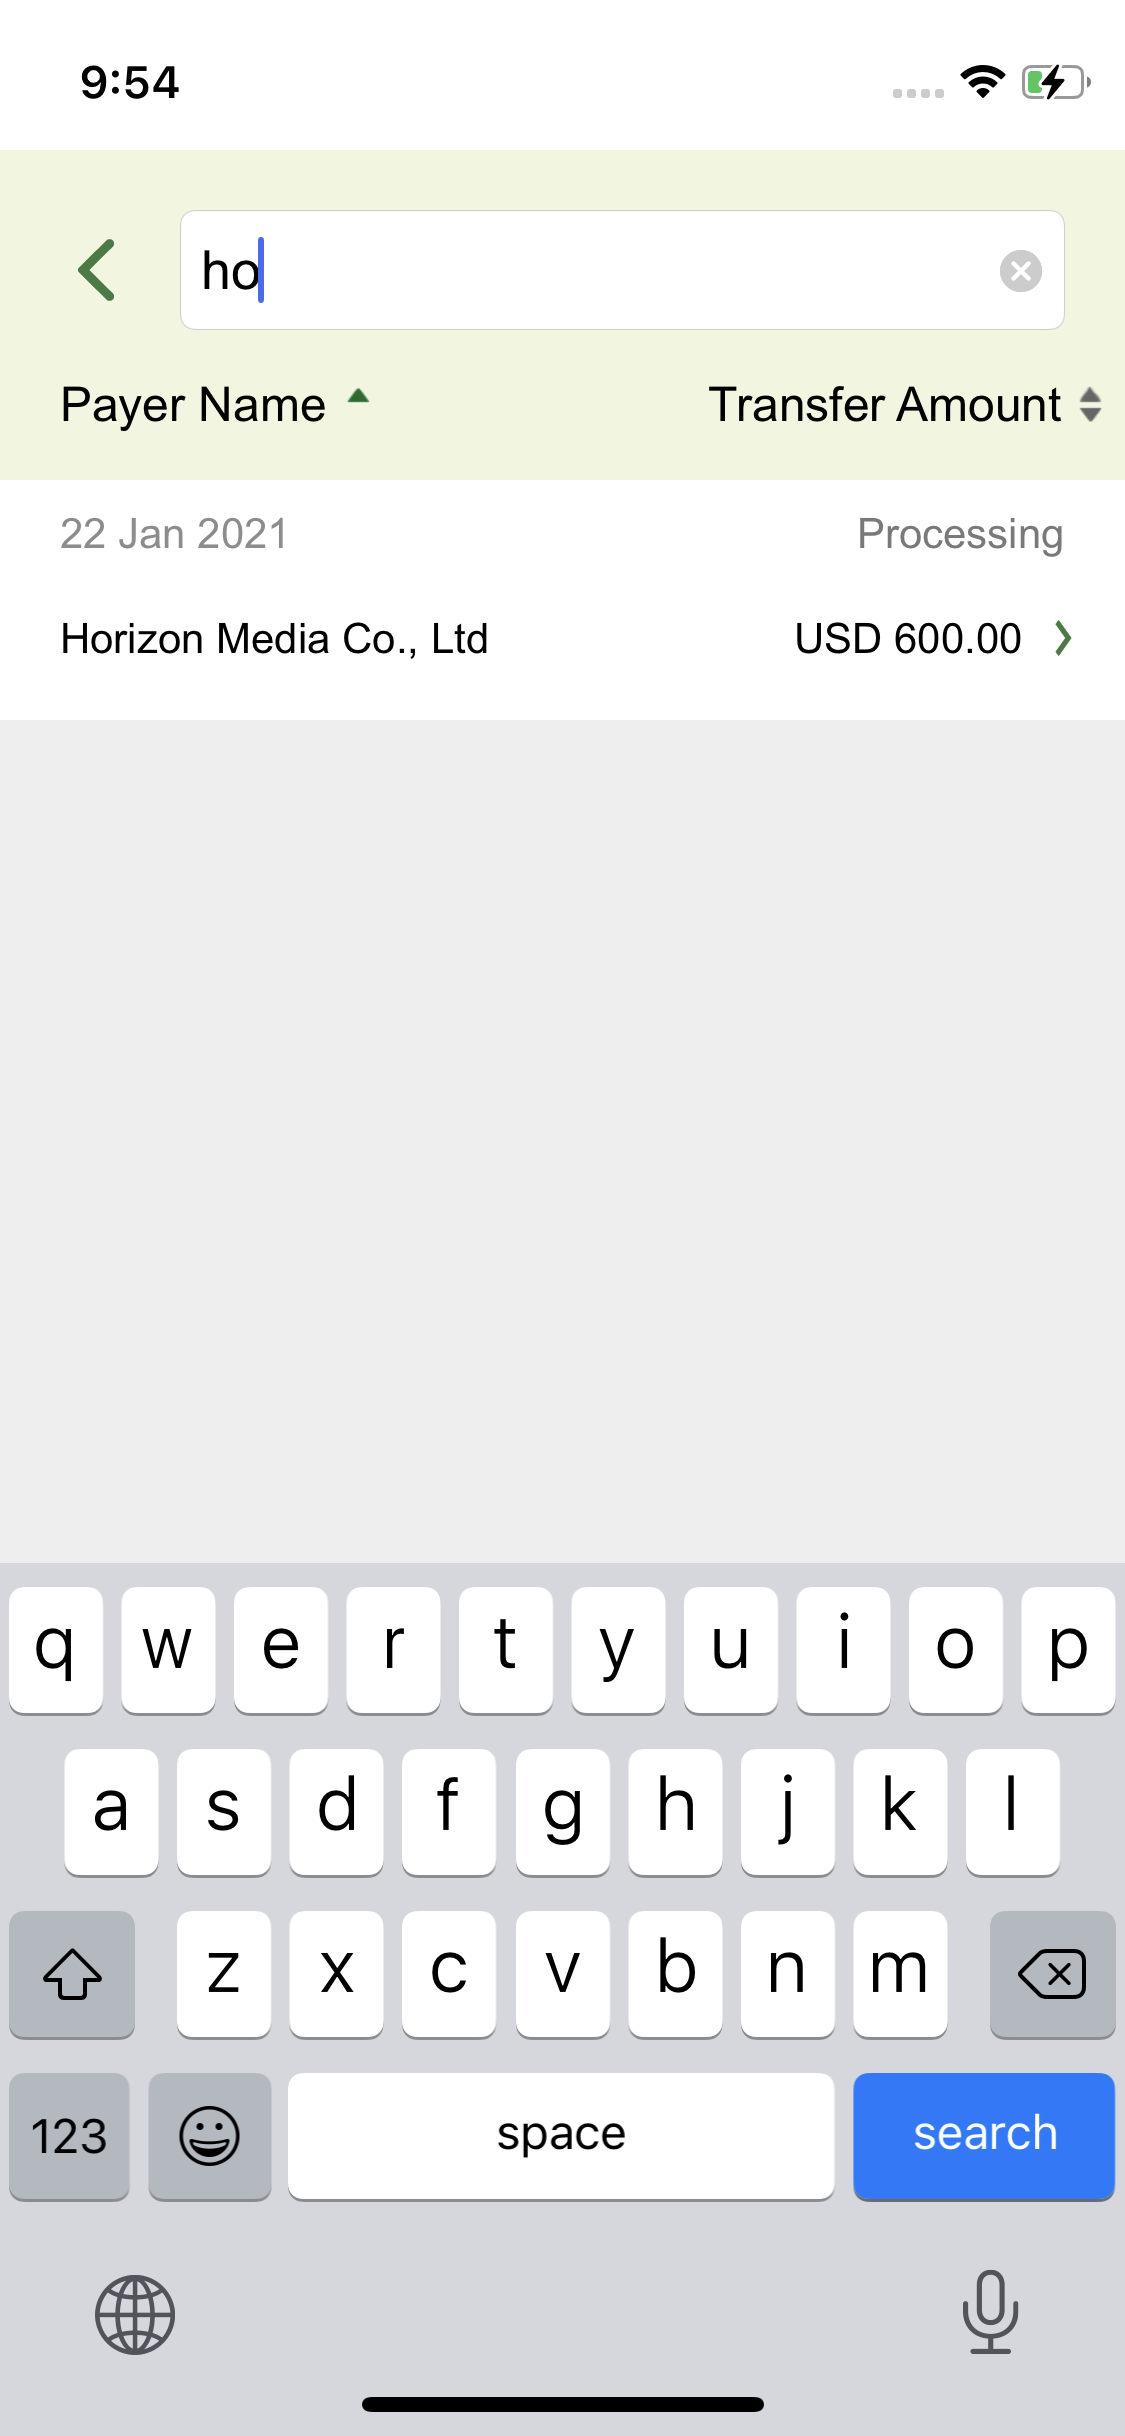 9:54
ho
Payer Name Transfer Amount
22 Jan 2021 Processing
Horizon Media Co., Ltd USD 600.00
q w e r t y u i o p
a s d f g h j k l
z x c v b n m
123 space search